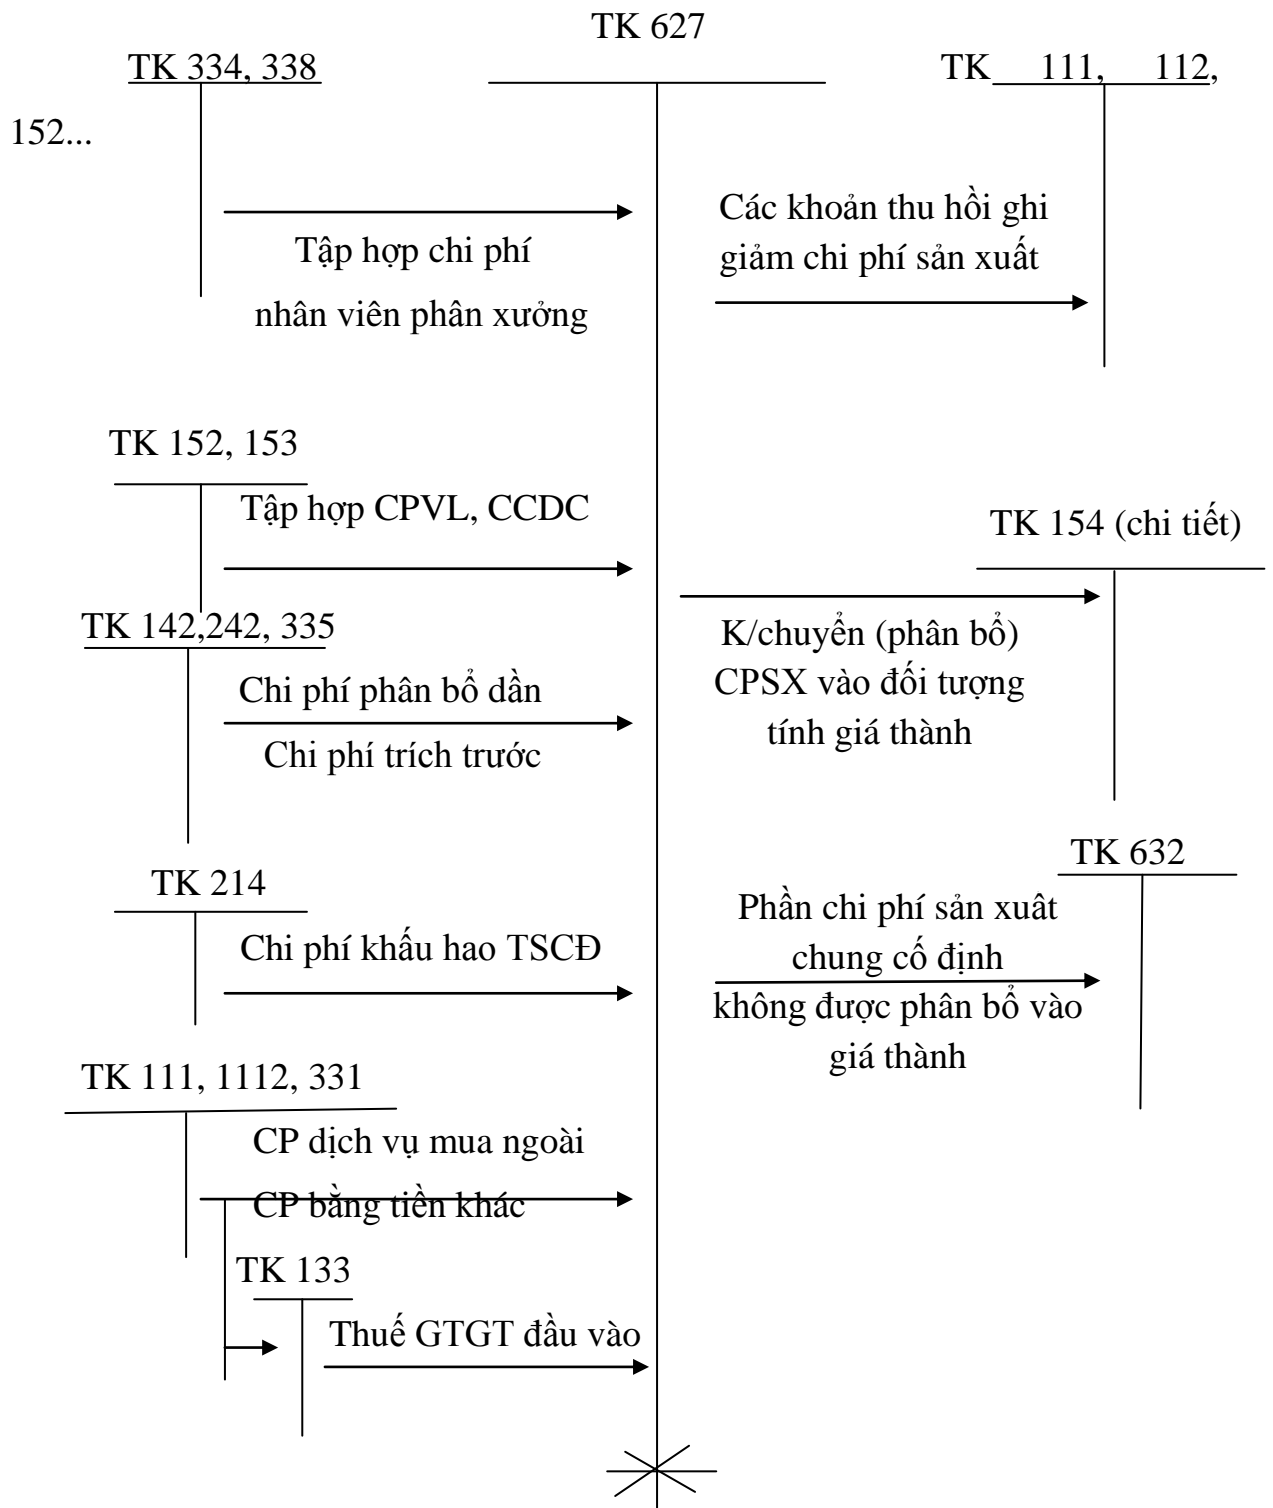 TK 627
TK 334, 338
TK 111, 112,
152...
Tập hợp chi phí
nhân viên phân xưởng
Các khoản thu hồi ghi
giảm chi phí sản xuất
TK 152, 153
Tập hợp CPVL, CCDC
TK 154 (chi tiết)
TK 142,242, 335
K/chuyển (phân bổ)
CPSX vào đối tượng
tính giá thành
Chi phí phân bổ dần
Chi phí trích trước
TK 632
TK 214
Chi phí khấu hao TSCĐ
Phần chi phí sản xuât
chung cố định
không được phân bổ vào
giá thành
TK 111, 1112, 331
CP dịch vụ mua ngoài
CP bằng tiền khác
TK 133
Thuế GTGT đầu vào